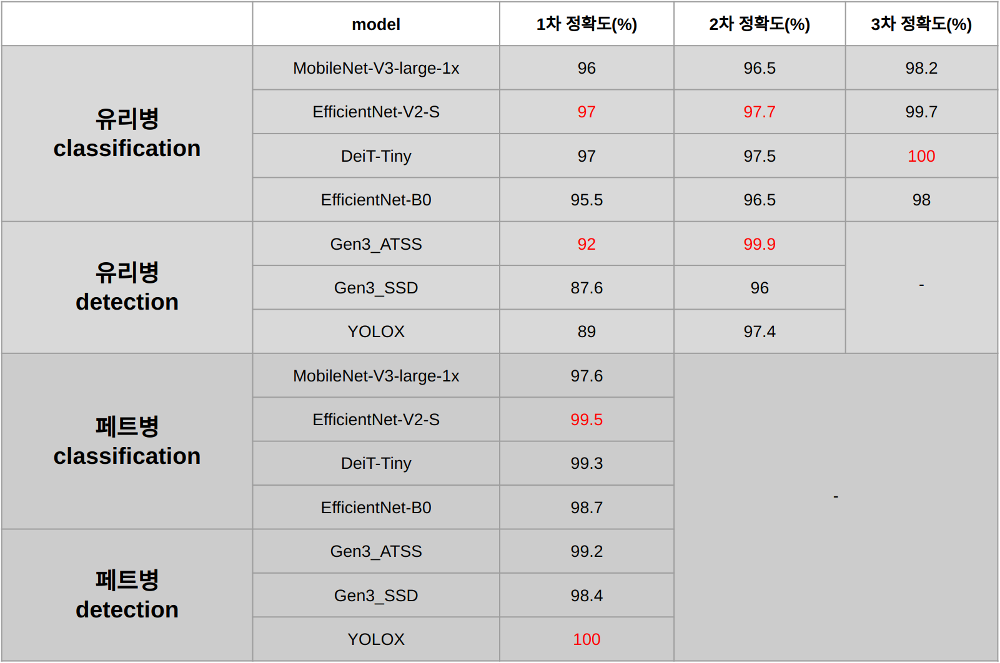 model 1차 정확도(%) 2차 정확도(%) 3차 정확도(%)
유리병
classification
MobileNet-V3-large-1x 96 96.5 98.2
EfficientNet-V2-S 97 97.7 99.7
DeiT-Tiny 97 97.5 100
EfficientNet-B0 95.5 96.5 98
유리병
detection
Gen3_ATSS 92 99.9 -
Gen3_SSD 87.6 96
YOLOX 89 97.4
페트병
classification
MobileNet-V3-large-1x 97.6 -
EfficientNet-V2-S 99.5
DeiT-Tiny 99.3
EfficientNet-B0 98.7
페트병
detection
Gen3_ATSS 99.2
Gen3_SSD 98.4
YOLOX 100